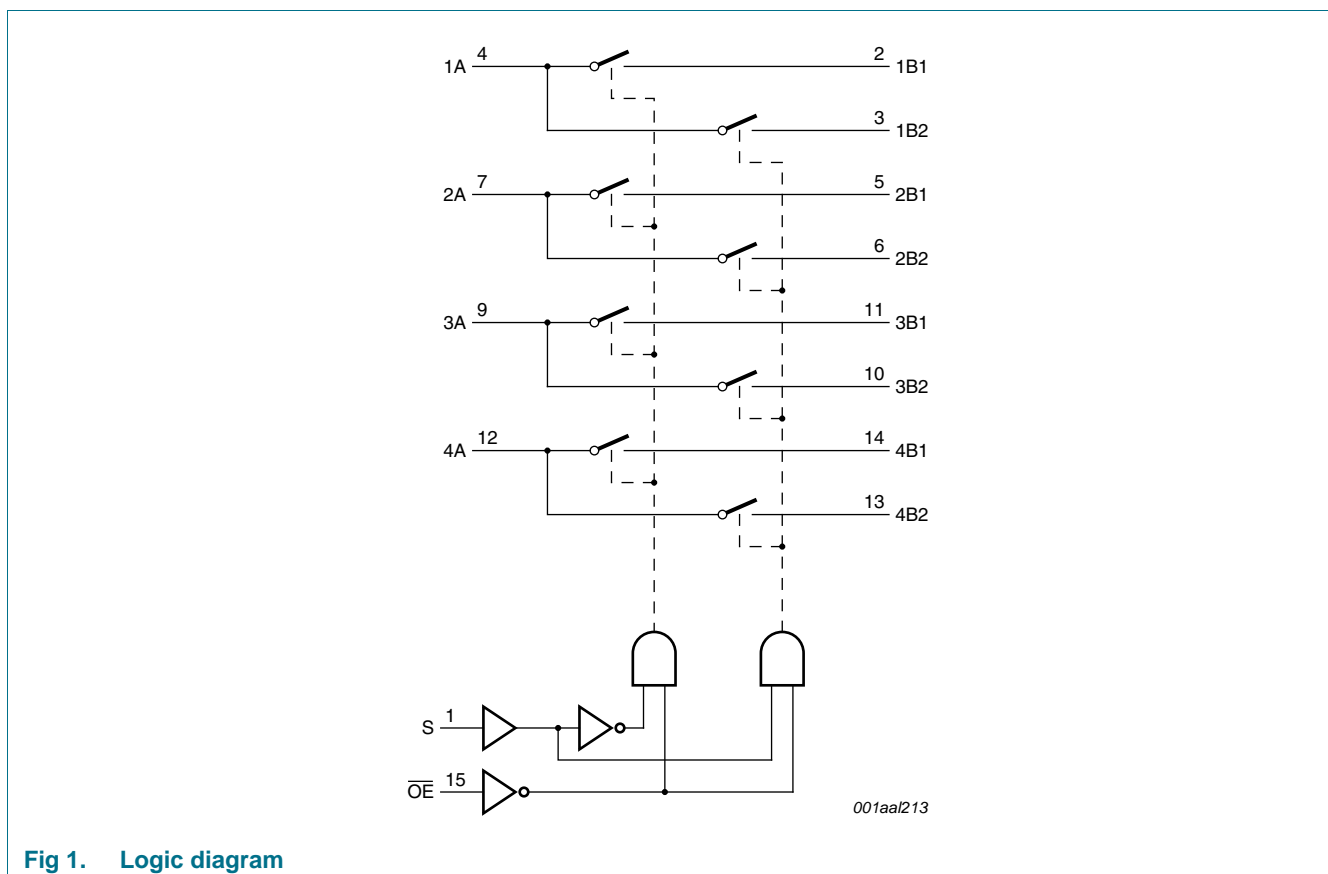 1A 4 2 1B1
3 1B2
2A 7 5 2B1
6 2B2
3A 9 11 3B1
10 3B2
4A 12 14 4B1
13 4B2
S 1
OE 15
001aal213
Fig 1. Logic diagram